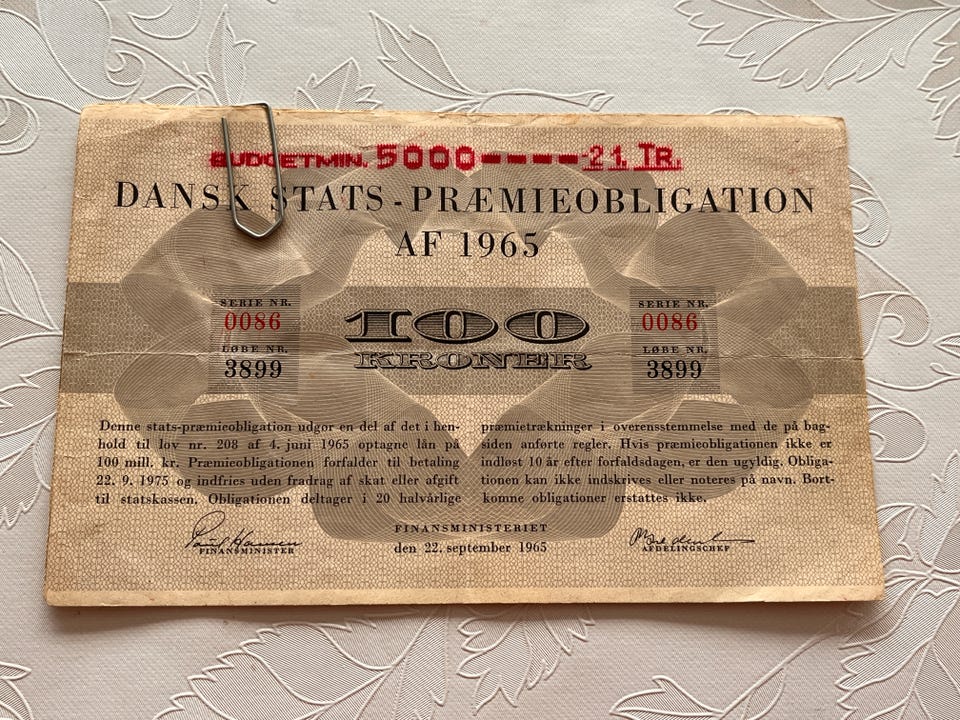 BUDGETMIN. 5000----21. TR.
DANSK STATS-PRÆMIEOBLIGATION
AF 1965
SERIE NR.
0086
LØBE NR.
3899
100
KRONER
SERIE NR.
0086
LØBE NR.
3899
Denne stats-præmieobligation udgør en del af det i hen-
hold til lov nr. 208 af 4. juni 1965 optagne lån på
100 mill. kr. Præmieobligationen forfalder til betaling
22. 9. 1975 og indfries uden fradrag af skat eller afgift
til statskassen. Obligationen deltager i 20 halvårlige
præmietrækninger i overensstemmelse med de på bag-
siden anførte regler. Hvis præmieobligationen ikke er
indløst 10 år efter forfaldsdagen, er den ugyldig. Obliga-
tionen kan ikke indskrives eller noteres på navn. Bort-
komne obligationer erstattes ikke.
FINANSMINISTERIET
den 22. september 1965
Poul Hansen
FINANSMINISTER
AFDELINGSCHEF